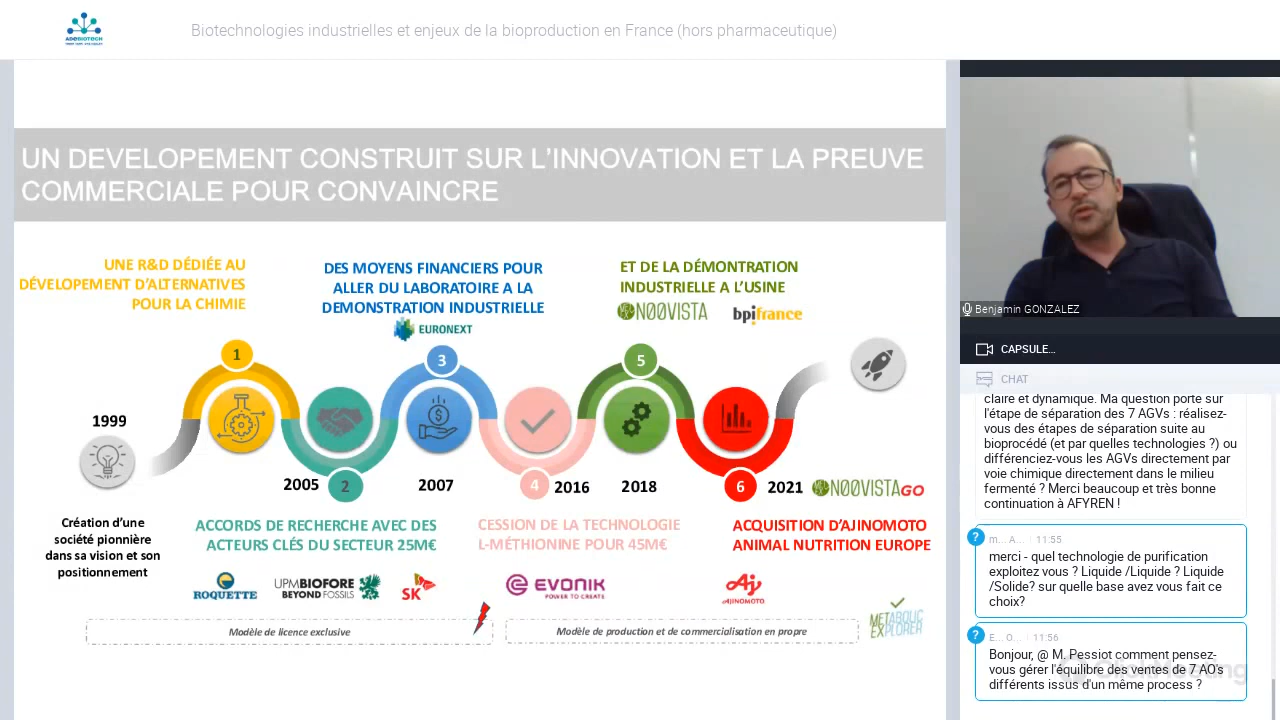 ADEBIOTECH
Biotechnologies industrielles et enjeux de la bioproduction en France (hors pharmaceutique)
UN DEVELOPEMENT CONSTRUIT SUR L'INNOVATION ET LA PREUVE
COMMERCIALE POUR CONVAINCRE
UNE R&D DÉDIÉE AU
DÉVELOPEMENT D'ALTERNATIVES
POUR LA CHIMIE
DES MOYENS FINANCIERS POUR
ALLER DU LABORATOIRE A LA
DEMONSTRATION INDUSTRIELLE
EURONEXT
ET DE LA DÉMONTRATION
INDUSTRIELLE A L'USINE
NOOVISTA
bpifrance
1
3
5
1999
2005
2
2007
4
2016
2018
6
2021
NOOVISTAGO
Création d'une
société pionnière
dans sa vision et son
positionnement
ACCORDS DE RECHERCHE AVEC DES
ACTEURS CLÉS DU SECTEUR 25M€
CESSION DE LA TECHNOLOGIE
L-MÉTHIONINE POUR 45M€
ACQUISITION D'AJINOMOTO
ANIMAL NUTRITION EUROPE
ROQUETTE
UPM BIOFORE
BEYOND FOSSILS
SK
EVONIK
POWER TO CREATE
Aj
AJINOMOTO
METABOLIC
EXPLORER
Modèle de licence exclusive
Modèle de production et de commercialisation en propre
Benjamin GONZALEZ
CAPSULE...
CHAT
claire et dynamique. Ma question porte sur
l'étape de séparation des 7 AGVs : réalisez-
vous des étapes de séparation suite au
bioprocédé (et par quelles technologies ?) ou
différenciez-vous les AGVs directement par
voie chimique directement dans le milieu
fermenté ? Merci beaucoup et très bonne
continuation à AFYREN !
?
m... A... 11:55
merci - quel technologie de purification
exploitez vous ? Liquide /Liquide ? Liquide
/Solide? sur quelle base avez vous fait ce
choix?
?
E... O... 11:56
Bonjour, @ M. Pessiot comment pensez-
vous gérer l'équilibre des ventes de 7 AO's
différents issus d'un même process ?
ClickMeeting